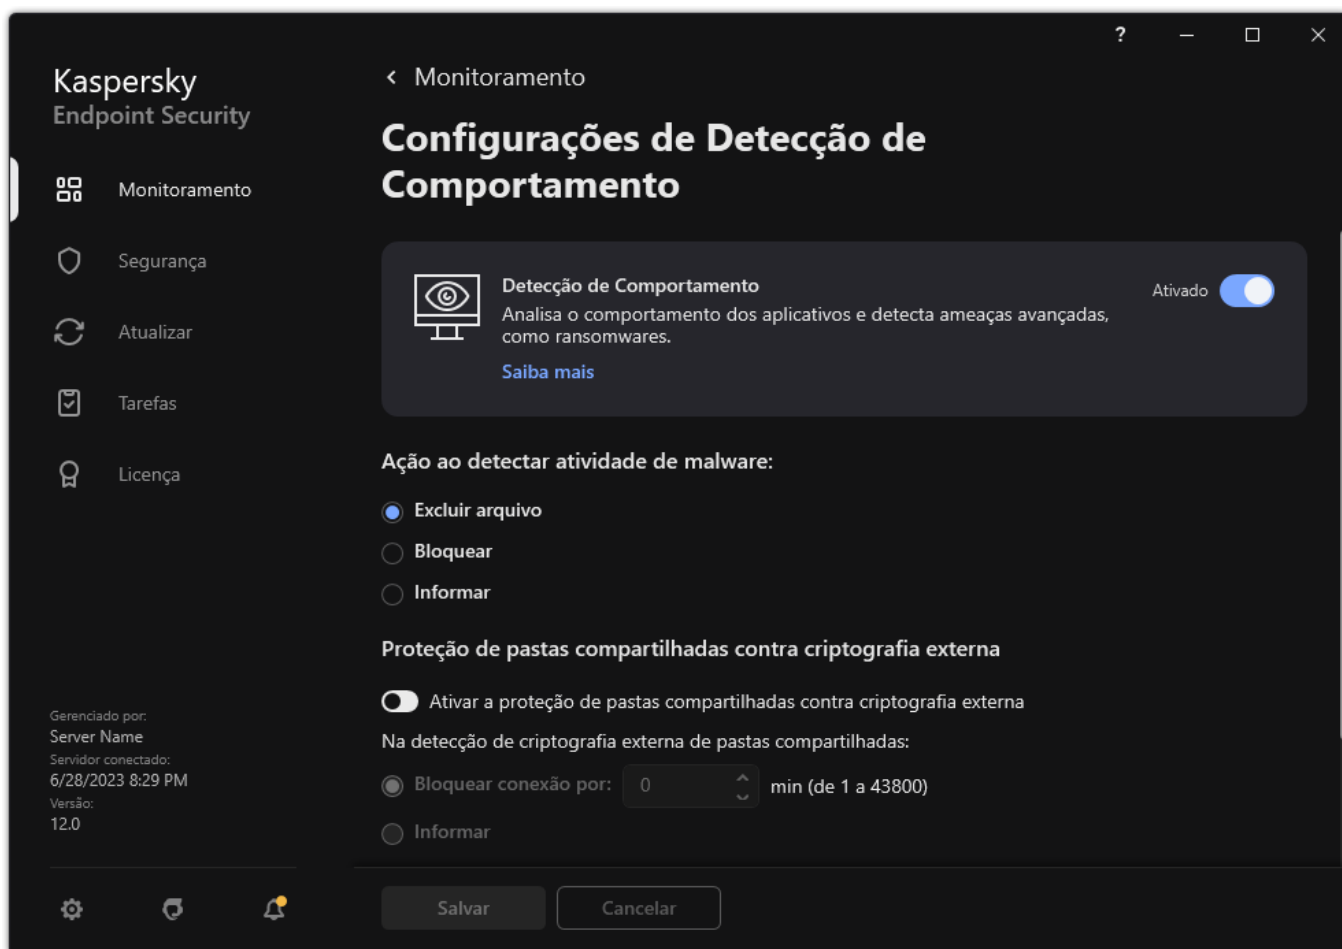 ?
Kaspersky
Endpoint Security
Monitoramento
Segurança
Atualizar
Tarefas
Licença
Gerenciado por:
Server Name
Servidor conectado:
6/28/2023 8:29 PM
Versão:
12.0
Monitoramento
Configurações de Detecção de
Comportamento
Detecção de Comportamento
Ativado
Analisa o comportamento dos aplicativos e detecta ameaças avançadas,
como ransomwares.
Saiba mais
Ação ao detectar atividade de malware:
Excluir arquivo
Bloquear
Informar
Proteção de pastas compartilhadas contra criptografia externa
Ativar a proteção de pastas compartilhadas contra criptografia externa
Na detecção de criptografia externa de pastas compartilhadas:
Bloquear conexão por: 0 min (de 1 a 43800)
Informar
Salvar Cancelar